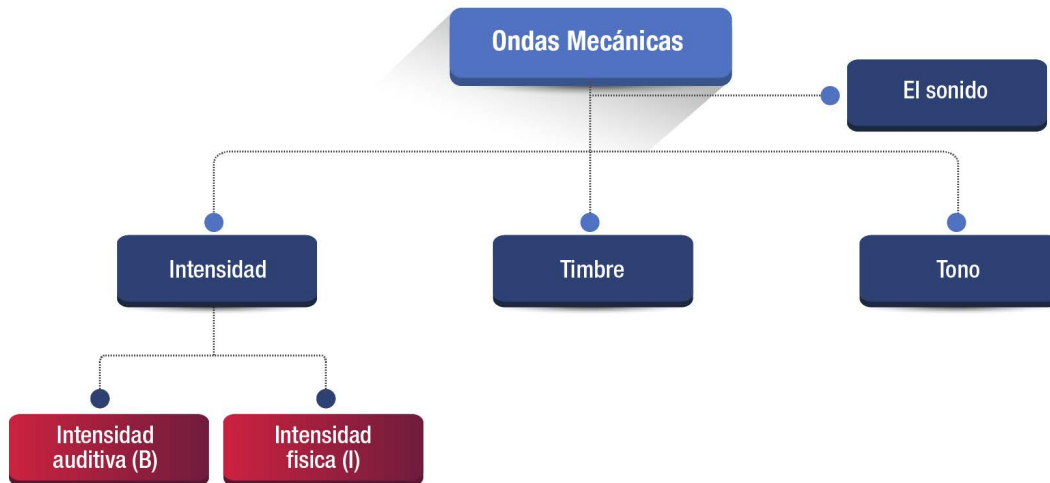 Ondas Mecánicas
El sonido
Intensidad
Timbre
Tono
Intensidad
auditiva (B)
Intensidad
fisica (I)